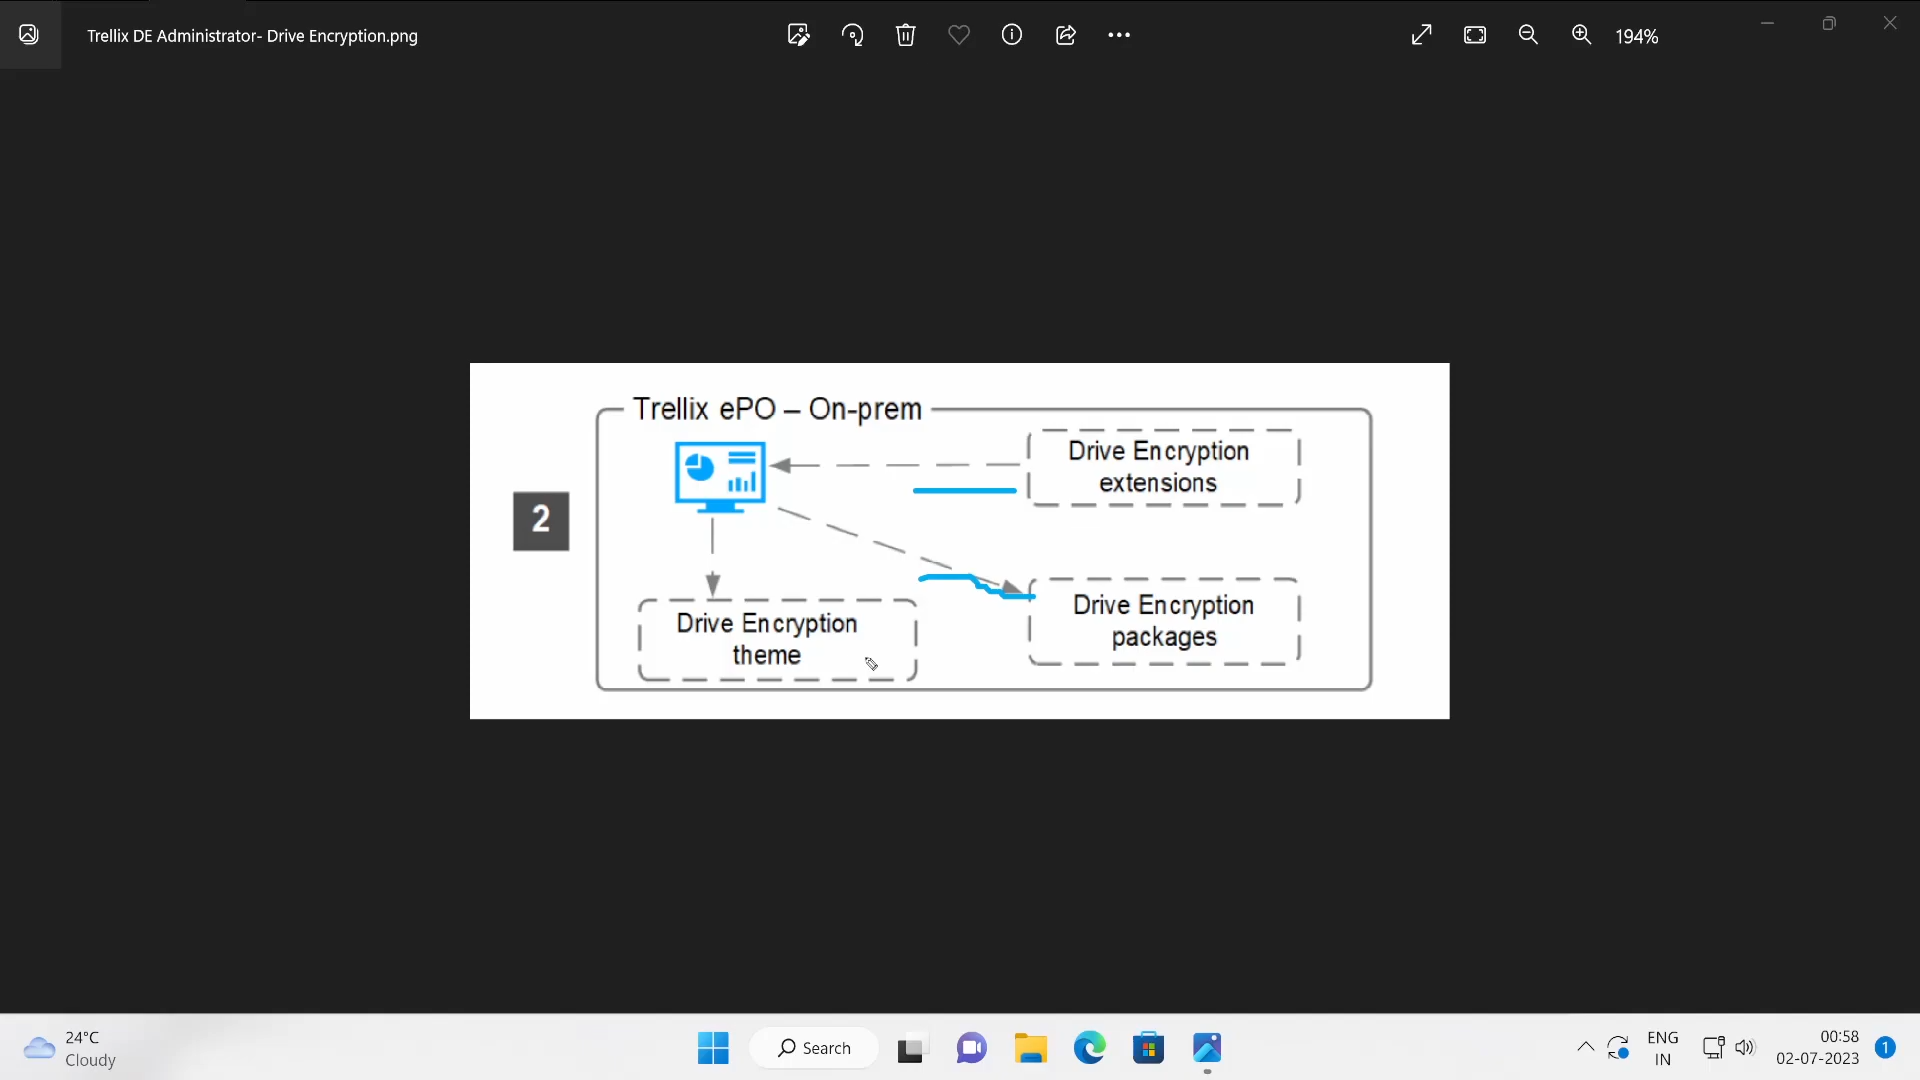 Trellix DE Administrator- Drive Encryption.png
194%
Trellix ePO – On-prem
Drive Encryption
extensions
2
Drive Encryption
theme
Drive Encryption
packages
24°C
Cloudy
Search
ENG
IN
00:58
02-07-2023
1